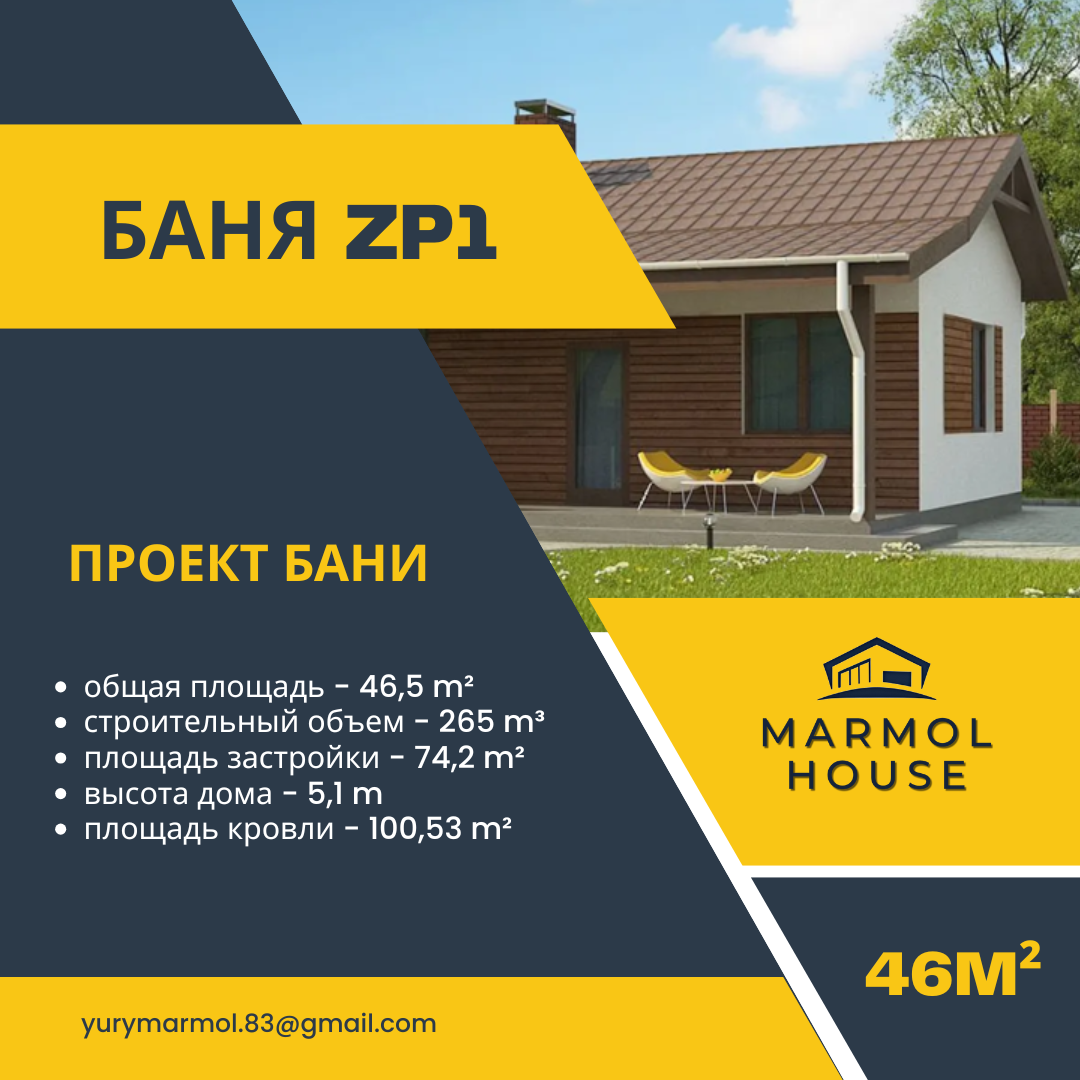 БАНЯ ZP1
ПРОЕКТ БАНИ
• общая площадь - 46,5 m²
• строительный объем - 265 m³
• площадь застройки - 74,2 m²
• высота дома - 5,1 m
• площадь кровли - 100,53 m²
MARMOL
HOUSE
46М²
yurymarmol.83@gmail.com